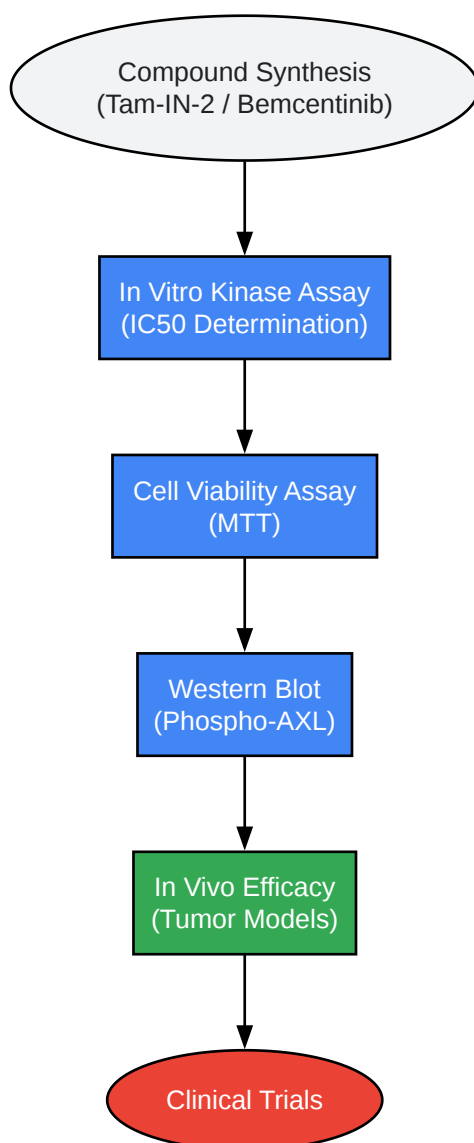 Compound Synthesis
(Tam-IN-2 / Bemcentinib)
In Vitro Kinase Assay
(IC50 Determination)
Cell Viability Assay
(MTT)
Western Blot
(Phospho-AXL)
In Vivo Efficacy
(Tumor Models)
Clinical Trials